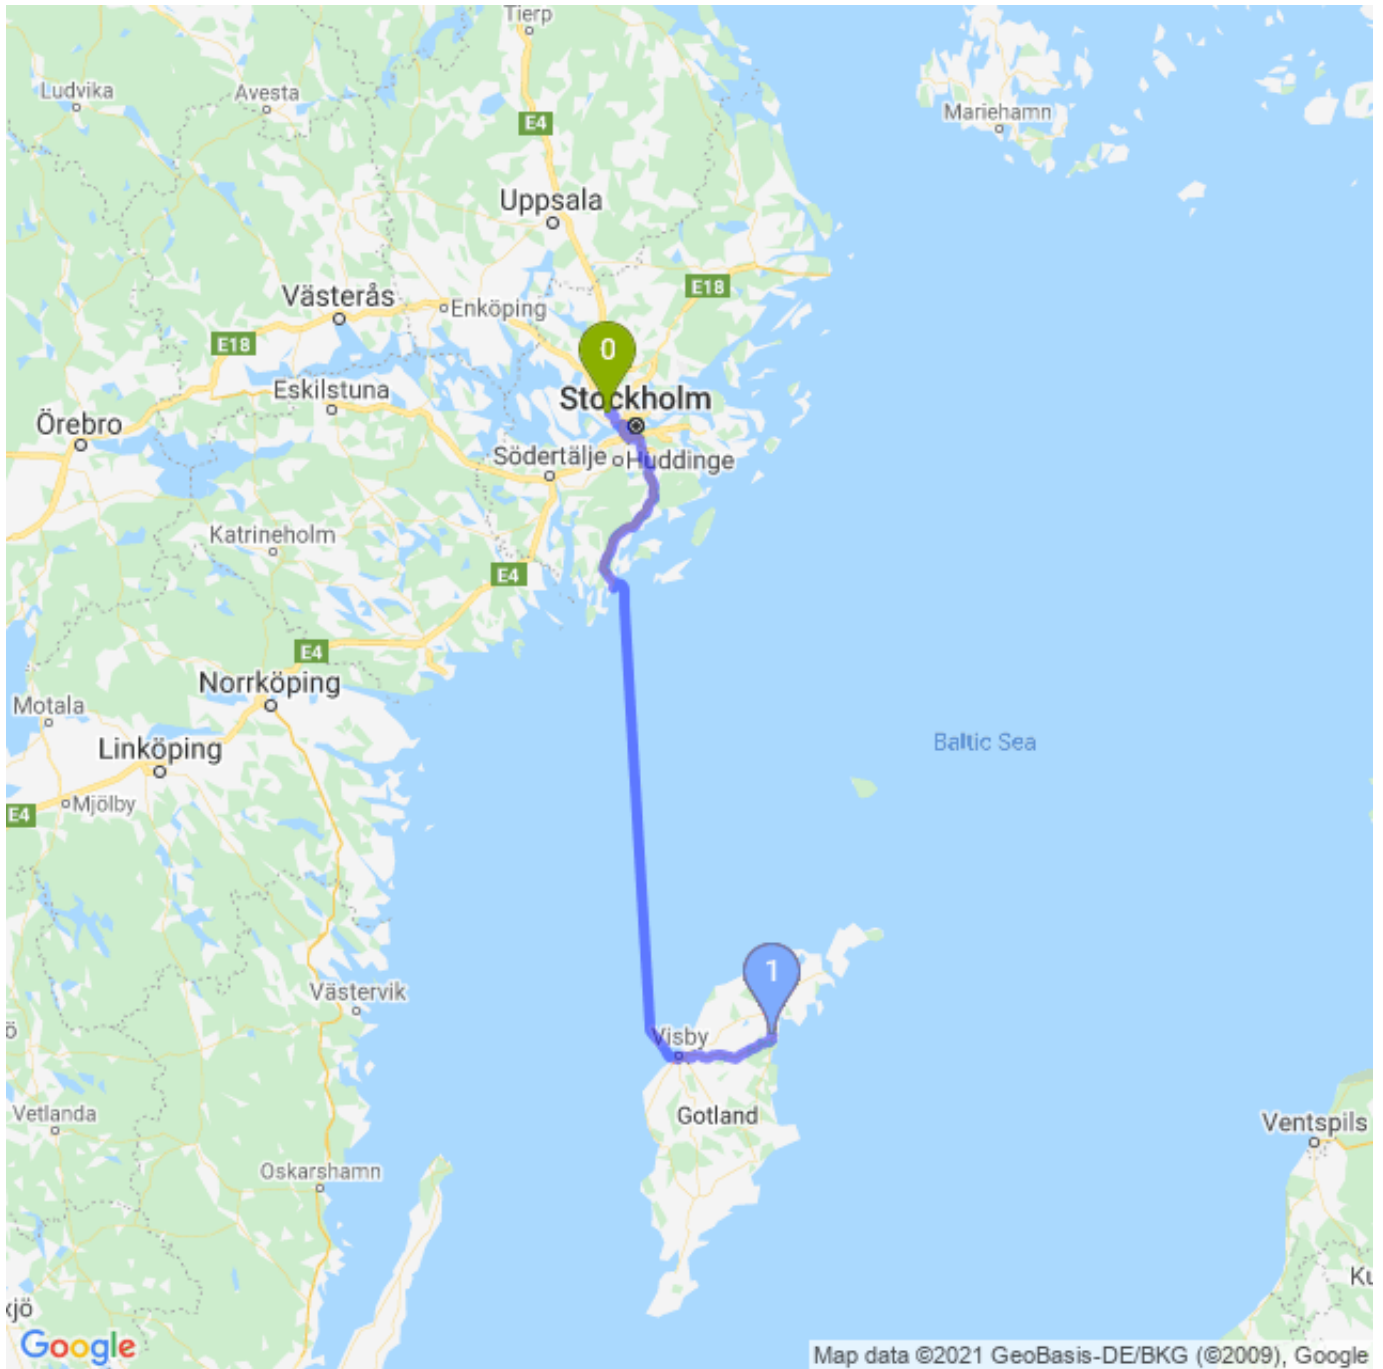 Tierp
Ludvika
Avesta
Mariehamn
E4
Uppsala
E18
Västerås
Enköping
E18
0
Eskilstuna
Stockholm
Örebro
Södertälje
Huddinge
Katrineholm
E4
E4
Norrköping
Motala
Baltic Sea
Linköping
Mjölby
E4
1
Västervik
ö
Visby
Vetlanda
Gotland
Ventspils
Oskarshamn
Ku
jö
Google
Map data ©2021 GeoBasis-DE/BKG (©2009), Google